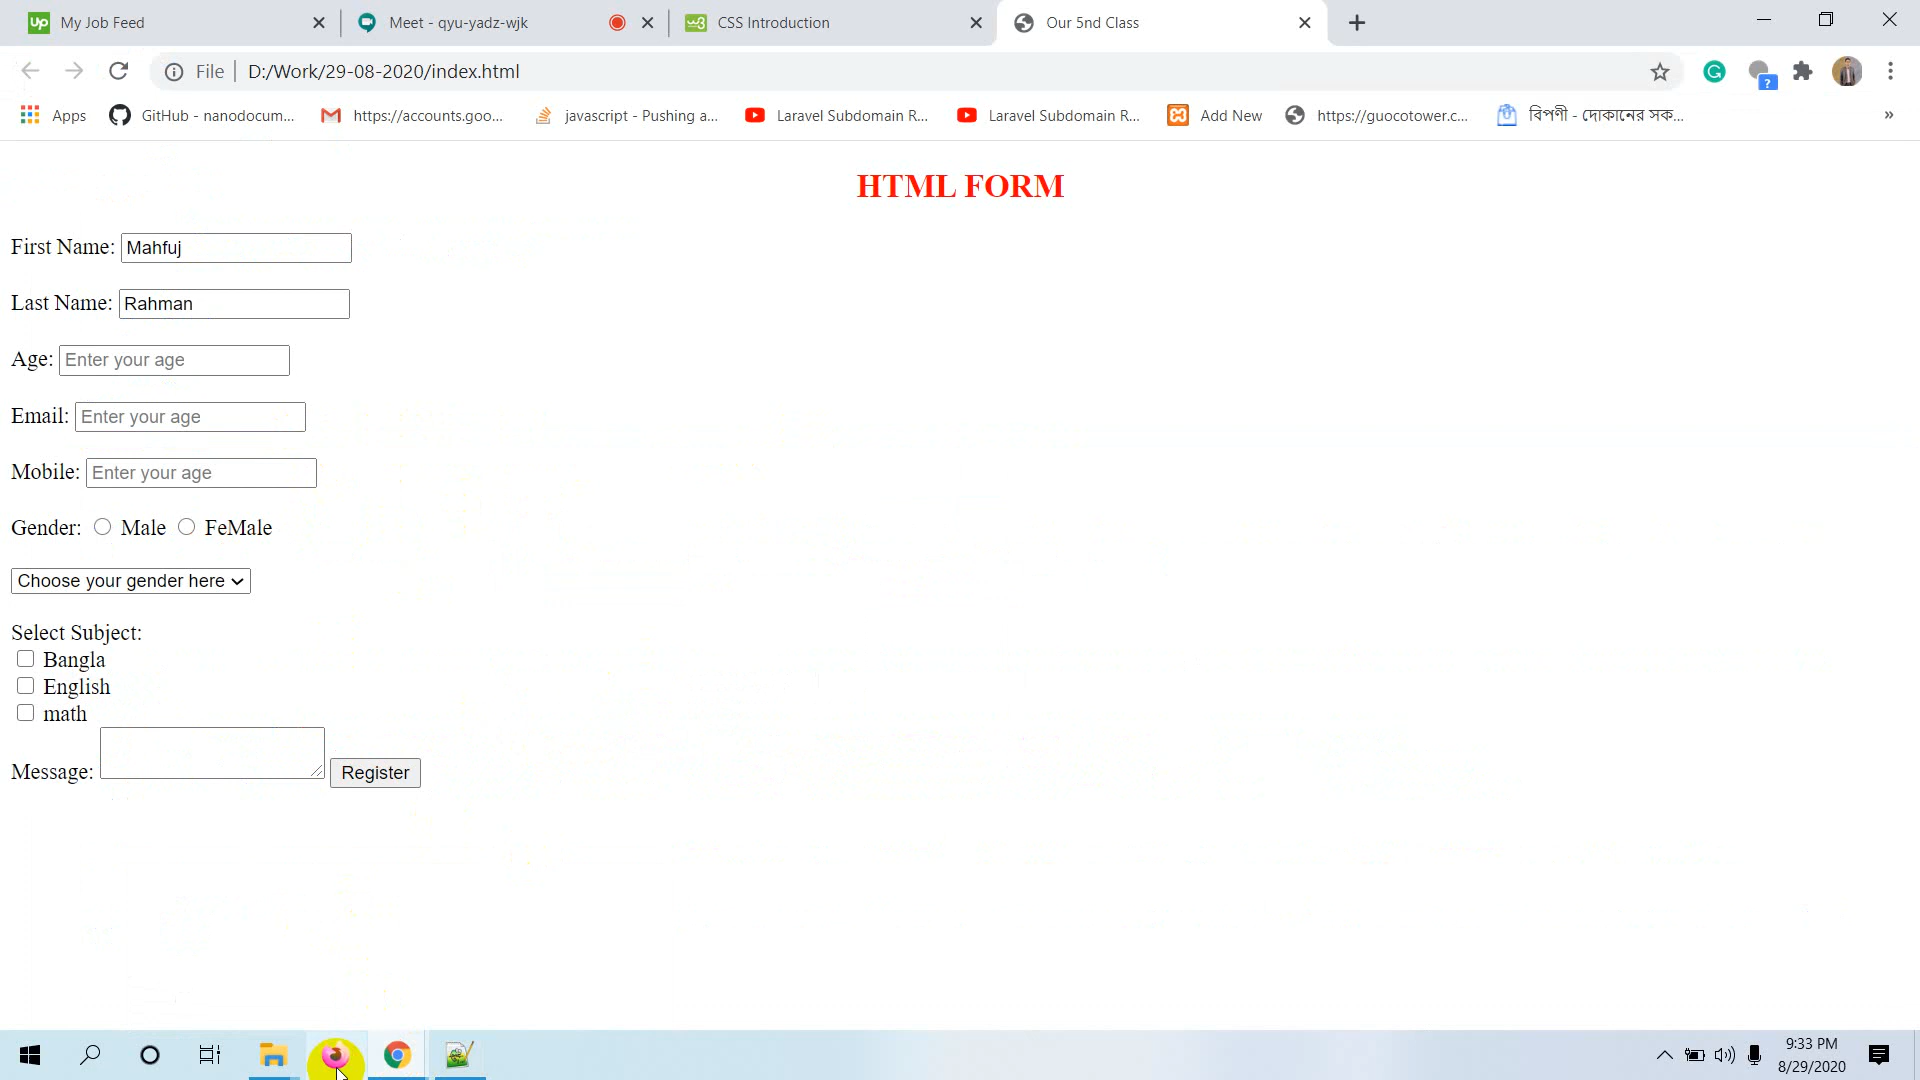 My Job Feed
Meet - qyu-yadz-wjk
CSS Introduction
Our 5nd Class
File
D:/Work/29-08-2020/index.html
Apps
GitHub - nanodocum...
https://accounts.goo...
javascript - Pushing a...
Laravel Subdomain R...
Laravel Subdomain R...
Add New
https://guocotower.c...
বিপণী - দোকানের সক...
»
HTML FORM
First Name: Mahfuj
Last Name: Rahman
Age: Enter your age
Email: Enter your age
Mobile: Enter your age
Gender: Male FeMale
Choose your gender here
Select Subject:
Bangla
English
math
Message: Register
9:33 PM
8/29/2020